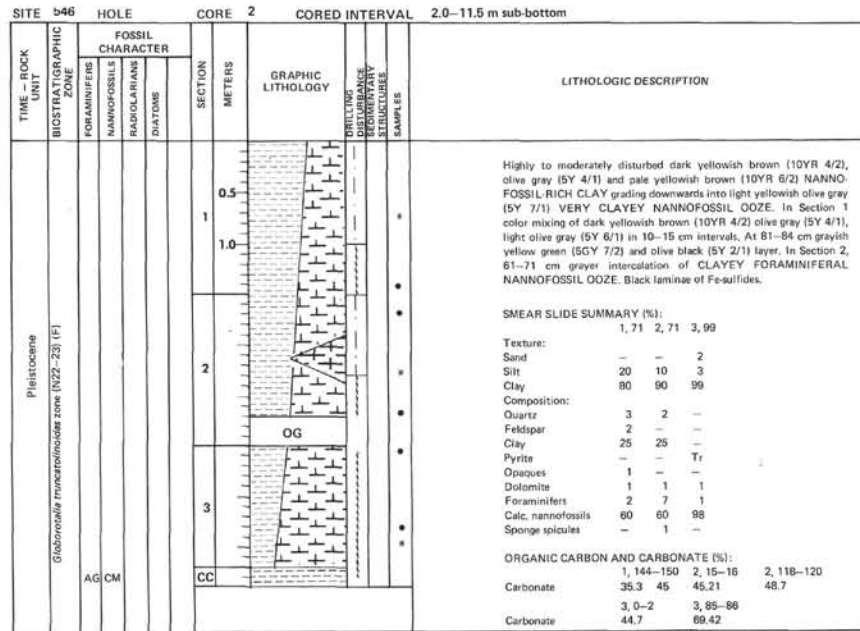 SITE 546 HOLE CORE 2 CORED INTERVAL 2.0–11.5 m sub-bottom
TIME – ROCK UNIT
BIOSTRATIGRAPHIC ZONE
FOSSIL CHARACTER
FORAMINIFERS
NANNOFOSSILS
RADIOLARIANS
DIATOMS
SECTION
METERS
GRAPHIC LITHOLOGY
DRILLING DISTURBANCE
SEDIMENTARY STRUCTURES
SAMPLES
LITHOLOGIC DESCRIPTION
Pleistocene
Globorotalia truncatulinoides zone (N22–23) (F)
AG CM
1
0.5
1.0
2
OG
3
CC
Highly to moderately disturbed dark yellowish brown (10YR 4/2),
olive gray (5Y 4/1) and pale yellowish brown (10YR 6/2) NANNO-
FOSSIL-RICH CLAY grading downwards into light yellowish olive gray
(5Y 7/1) VERY CLAYEY NANNOFOSSIL OOZE. In Section 1
color mixing of dark yellowish brown (10YR 4/2) olive gray (5Y 4/1),
light olive gray (5Y 6/1) in 10–15 cm intervals. At 81–84 cm grayish
yellow green (5GY 7/2) and olive black (5Y 2/1) layer. In Section 2,
61–71 cm grayer intercalation of CLAYEY FORAMINIFERAL
NANNOFOSSIL OOZE. Black laminae of Fe-sulfides.
SMEAR SLIDE SUMMARY (%):
1, 71 2, 71 3, 99
Texture:
Sand – – 2
Silt 20 10 3
Clay 80 90 99
Composition:
Quartz 3 2 –
Feldspar 2 – –
Clay 25 25 –
Pyrite – – Tr
Opaques 1 – –
Dolomite 1 1 1
Foraminifers 2 7 1
Calc. nannofossils 60 60 98
Sponge spicules – 1 –
ORGANIC CARBON AND CARBONATE (%):
1, 144–150 2, 15–16 2, 118–120
Carbonate 35.3 45 45.21 48.7
3, 0–2 3, 85–86
Carbonate 44.7 69.42